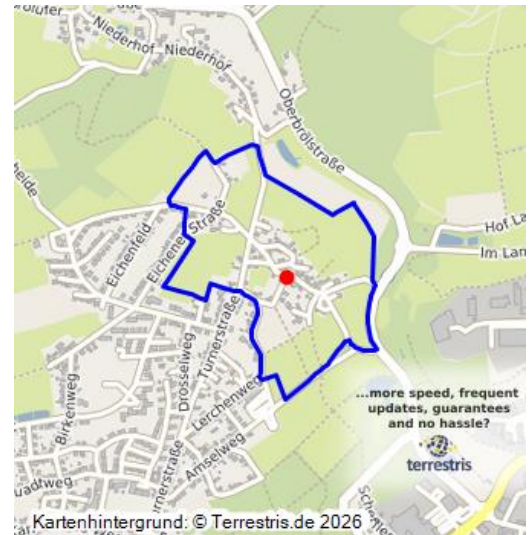 Niederhof
Niederhof
Oberbrölstraße
Eichenfeld
Eichener Straße
Hof La
Im Lan
Turnerstraße
Drosselweg
Birkenweg
Lerchenweg
Amselweg
...more speed, frequent
updates, guarantees
and no hassle?
terrestris
Kartenhintergrund: © Terrestris.de 2026